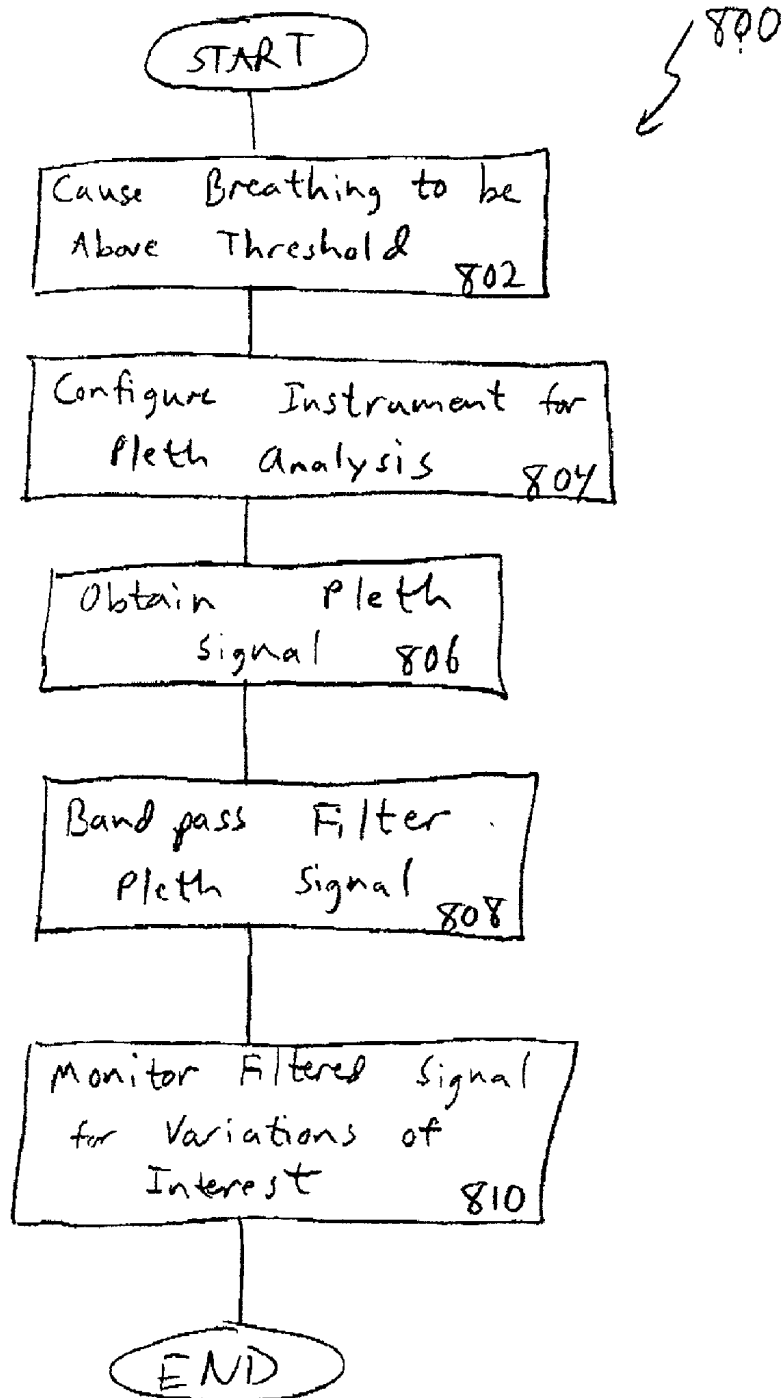 800
START
Cause Breathing to be
Above Threshold
802
Configure Instrument for
Pleth Analysis
804
Obtain Pleth
Signal 806
Band pass Filter
Pleth Signal
808
Monitor Filtered Signal
for Variations of
Interest 810
END